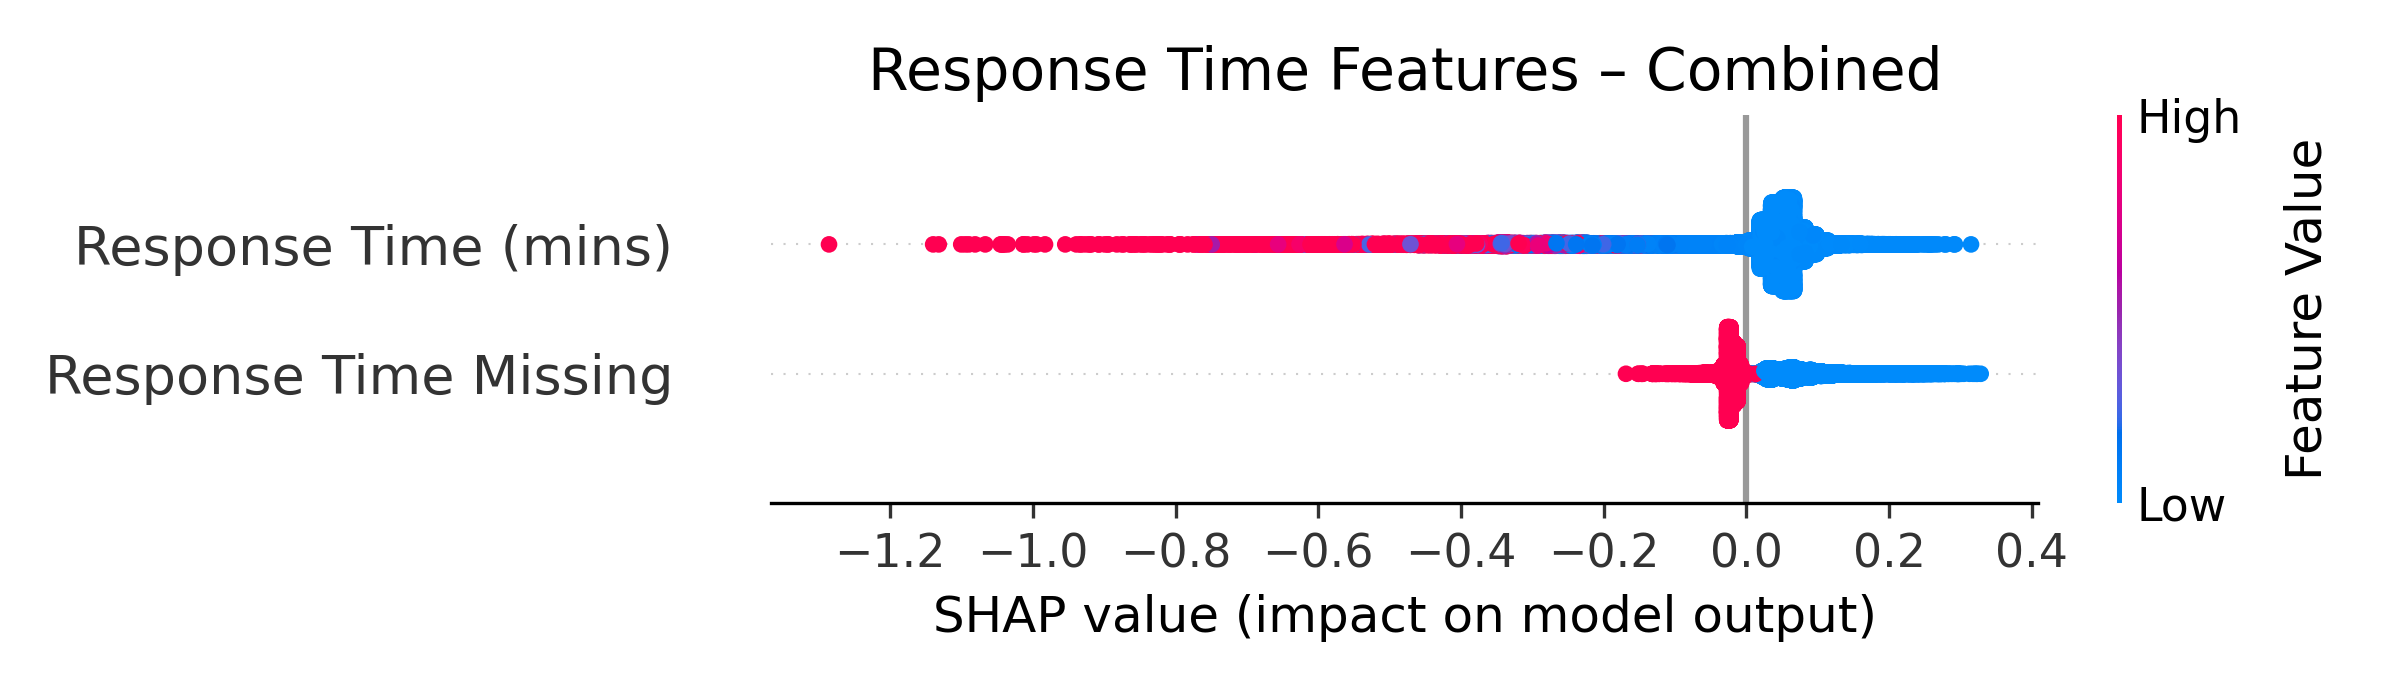 Response Time Features – Combined
High
Response Time (mins)
Response Time Missing
Feature Value
Low
−1.2 −1.0 −0.8 −0.6 −0.4 −0.2 0.0 0.2 0.4
SHAP value (impact on model output)